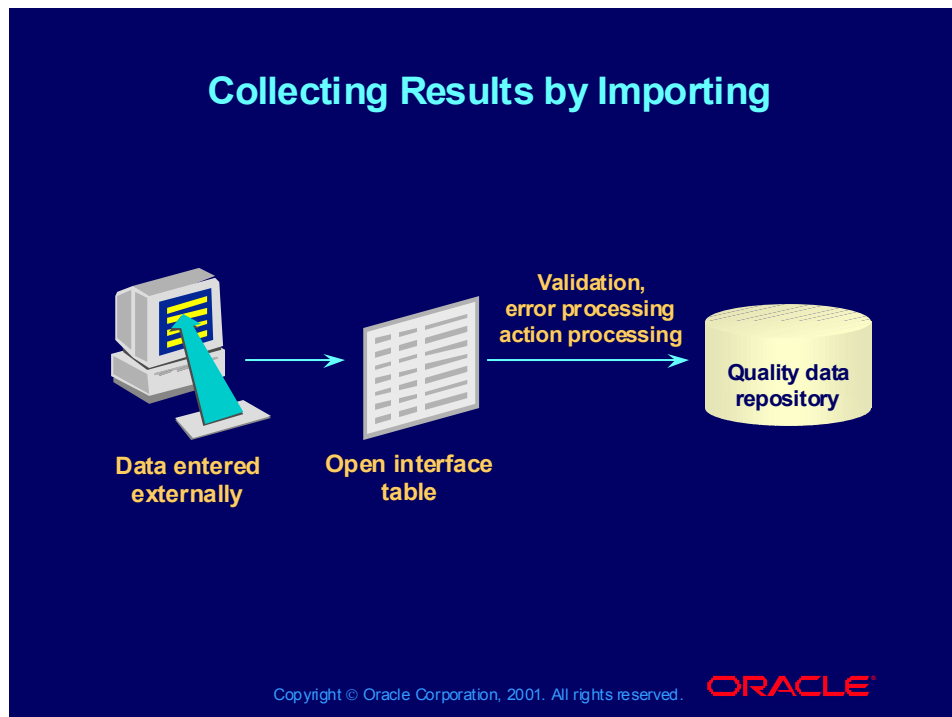 Collecting Results by Importing
Validation,
error processing
action processing
Quality data
repository
Data entered
externally
Open interface
table
Copyright © Oracle Corporation, 2001. All rights reserved.
ORACLE®